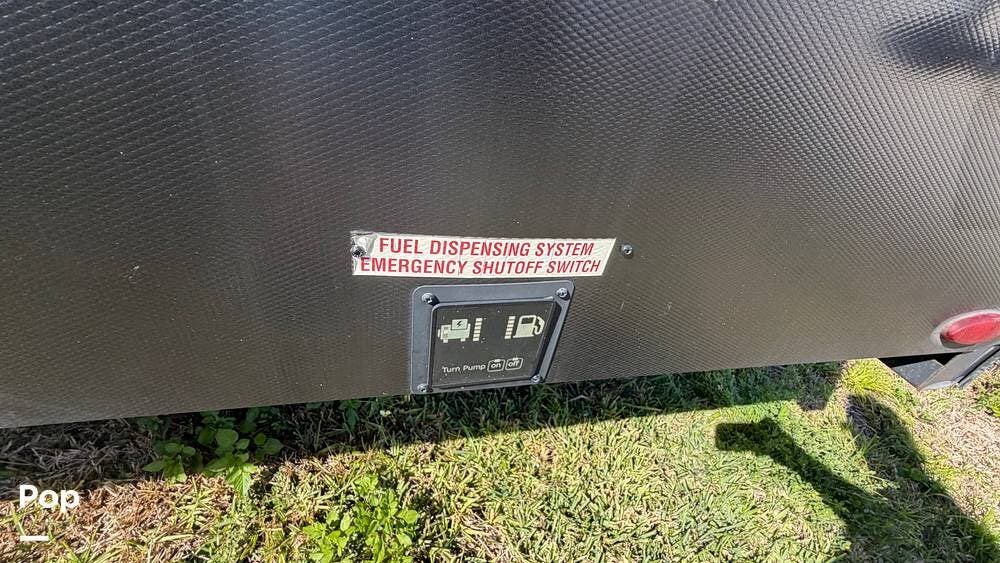 FUEL DISPENSING SYSTEM
EMERGENCY SHUTOFF SWITCH
Turn Pump on off
Pop